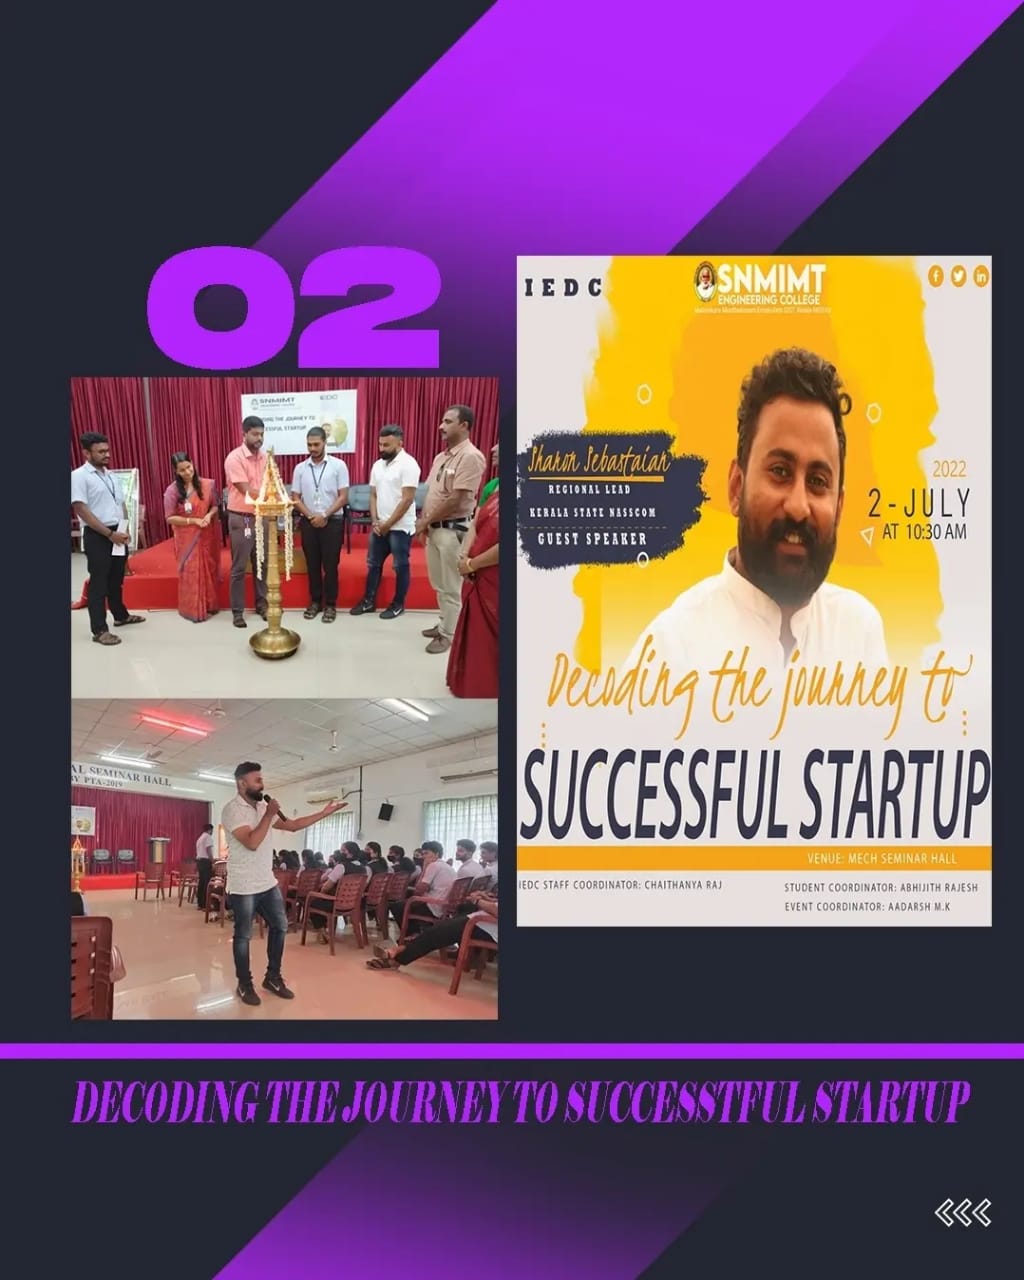 02
SNMIMT
IEDC
ING THE JOURNEY TO
CCESSFUL STARTUP
AL SEMINAR HALL
BY PTA-2019
IEDC
SNMIMT
ENGINEERING COLLEGE
Sharon Sebastaian
REGIONAL LEAD
KERALA STATE NASSCOM
GUEST SPEAKER
2022
2-JULY
AT 10:30 AM
Decoding the journey to
SUCCESSFUL STARTUP
VENUE: MECH SEMINAR HALL
IEDC STAFF COORDINATOR: CHAITHANYA RAJ
STUDENT COORDINATOR: ABHIJITH RAJESH
EVENT COORDINATOR: AADARSH M.K
DECODING THE JOURNEY TO SUCCESSTFUL STARTUP